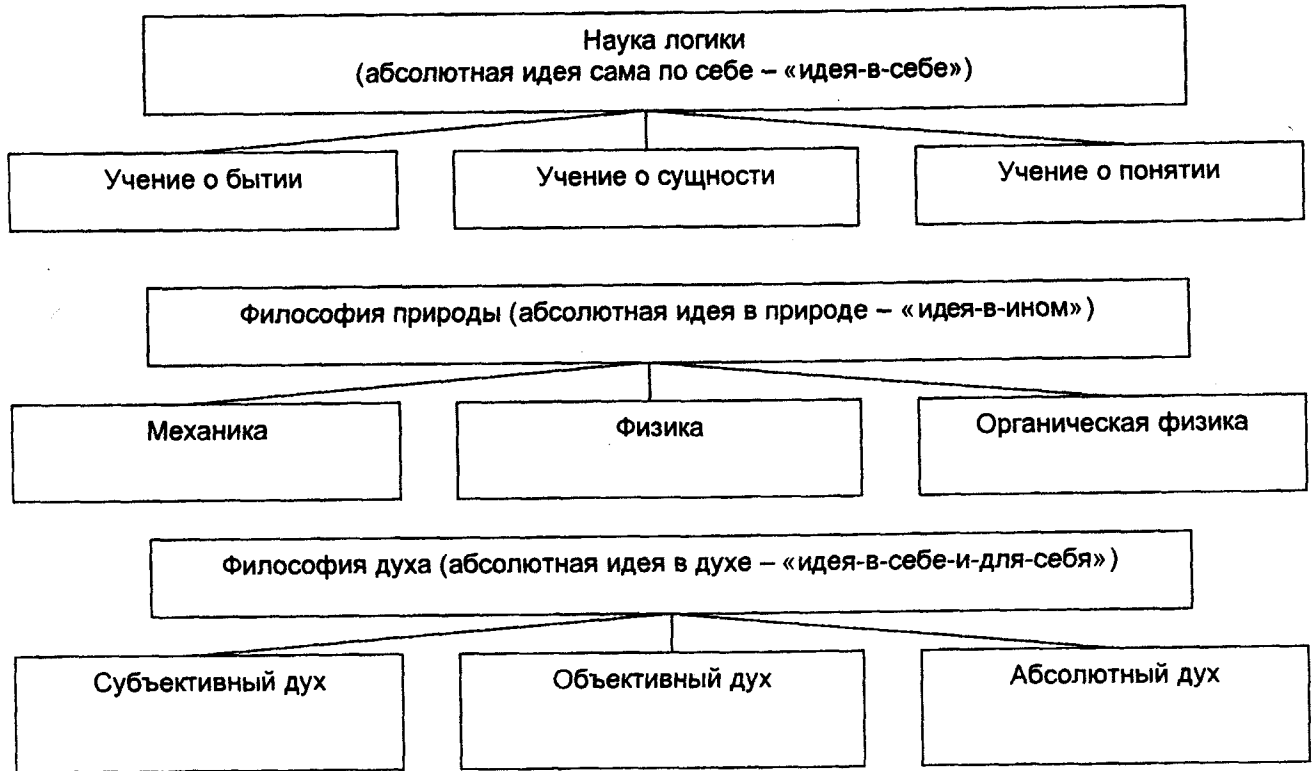 Наука логики
(абсолютная идея сама по себе – «идея-в-себе»)
Учение о бытии
Учение о сущности
Учение о понятии
Философия природы (абсолютная идея в природе – «идея-в-ином»)
Механика
Физика
Органическая физика
Философия духа (абсолютная идея в духе – «идея-в-себе-и-для-себя»)
Субъективный дух
Объективный дух
Абсолютный дух